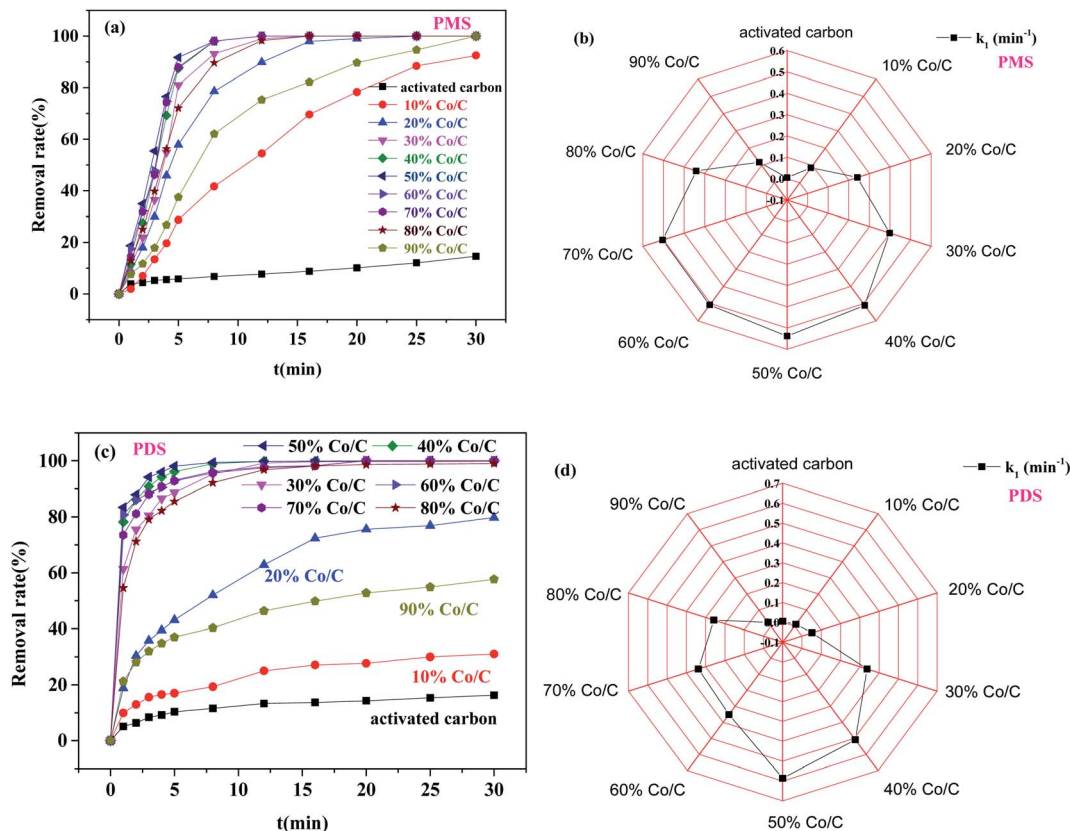 (a)
PMS
Removal rate(%)
100
80
60
40
20
0
activated carbon
10% Co/C
20% Co/C
30% Co/C
40% Co/C
50% Co/C
60% Co/C
70% Co/C
80% Co/C
90% Co/C
0 5 10 15 20 25 30
t(min)
(b)
k₁ (min⁻¹)
PMS
activated carbon
10% Co/C
20% Co/C
30% Co/C
40% Co/C
50% Co/C
60% Co/C
70% Co/C
80% Co/C
90% Co/C
0.6
0.5
0.4
0.3
0.2
0.1
0.0
-0.1
(c)
PDS
Removal rate(%)
100
80
60
40
20
0
50% Co/C 40% Co/C
30% Co/C 60% Co/C
70% Co/C 80% Co/C
20% Co/C
90% Co/C
10% Co/C
activated carbon
0 5 10 15 20 25 30
t(min)
(d)
k₁ (min⁻¹)
PDS
activated carbon
10% Co/C
20% Co/C
30% Co/C
40% Co/C
50% Co/C
60% Co/C
70% Co/C
80% Co/C
90% Co/C
0.7
0.6
0.5
0.4
0.3
0.2
0.1
0.0
-0.1